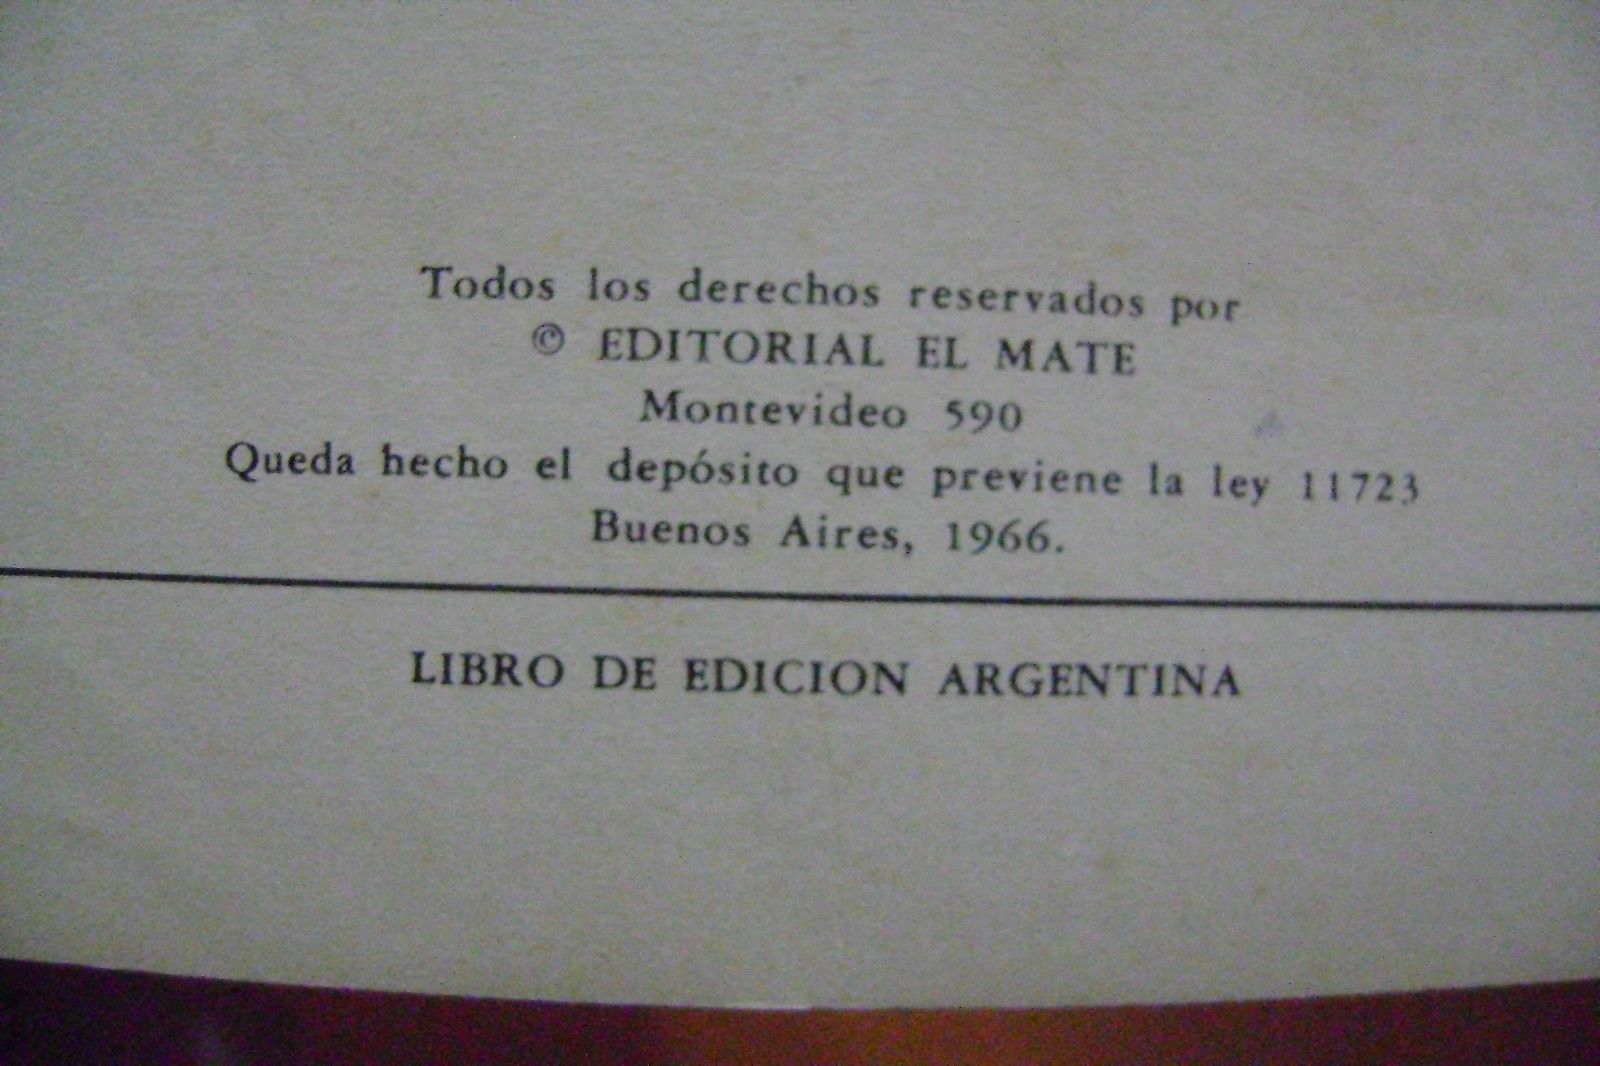 Todos los derechos reservados por
© EDITORIAL EL MATE
Montevideo 590
Queda hecho el depósito que previene la ley 11723
Buenos Aires, 1966.
LIBRO DE EDICION ARGENTINA